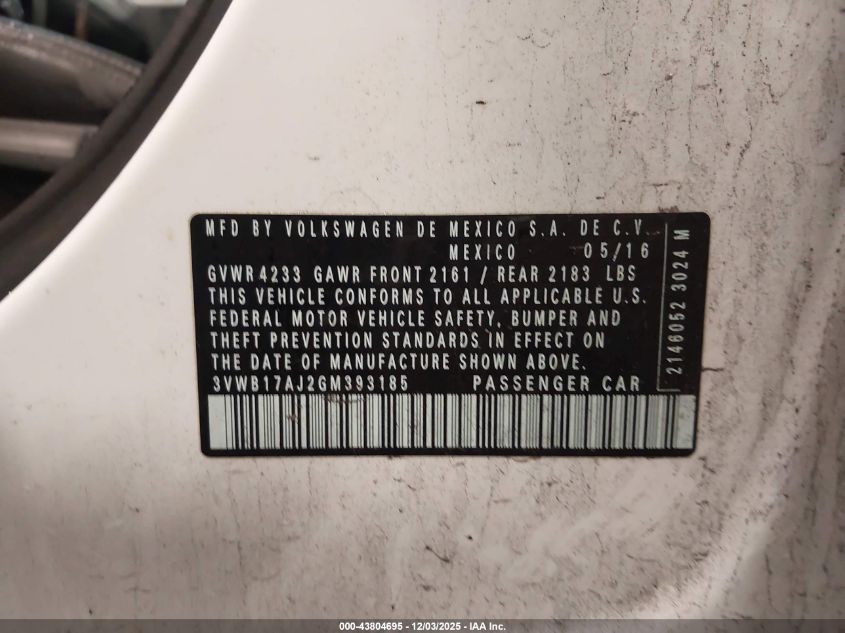 MFD BY VOLKSWAGEN DE MEXICO S.A. DE C.V.
MEXICO 05/16
GVWR 4233 GAWR FRONT 2161 / REAR 2183 LBS
THIS VEHICLE CONFORMS TO ALL APPLICABLE U.S.
FEDERAL MOTOR VEHICLE SAFETY, BUMPER AND
THEFT PREVENTION STANDARDS IN EFFECT ON
THE DATE OF MANUFACTURE SHOWN ABOVE.
3VWB17AJ2GM393185 PASSENGER CAR
2146052 3024 M
000-43804695 - 12/03/2025 - IAA Inc.